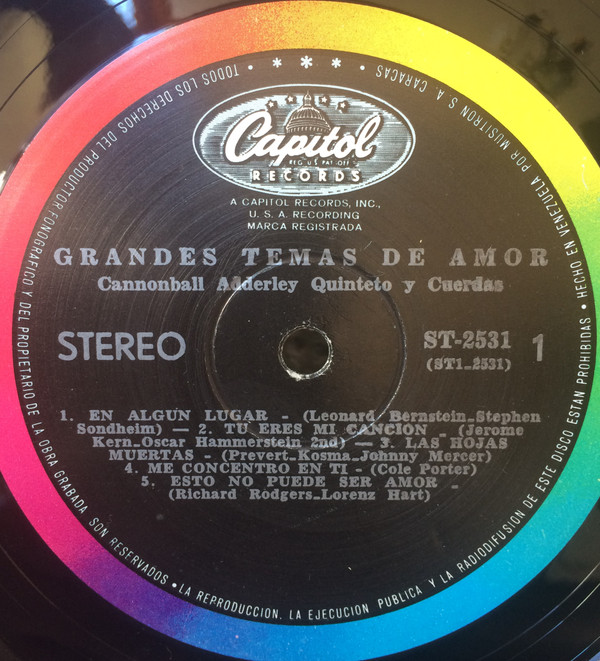 * * *
Capitol
REG. U.S. PAT. OFF.
RECORDS
A CAPITOL RECORDS, INC.,
U. S. A. RECORDING
MARCA REGISTRADA
GRANDES TEMAS DE AMOR
Cannonball Adderley Quinteto y Cuerdas
STEREO
ST-2531
(ST1-2531)
1
1. EN ALGUN LUGAR - (Leonard Bernstein-Stephen
Sondheim) — 2. TU ERES MI CANCION - (Jerome
Kern-Oscar Hammerstein 2nd) — 3. LAS HOJAS
MUERTAS - (Prevert-Kosma-Johnny Mercer)
4. ME CONCENTRO EN TI - (Cole Porter)
5. ESTO NO PUEDE SER AMOR -
(Richard Rodgers-Lorenz Hart)
HECHO EN VENEZUELA POR MUSITRON S. A. CARACAS • TODOS LOS DERECHOS DEL PRODUCTOR FONOGRAFICO Y DEL PROPIETARIO DE LA OBRA GRABADA SON RESERVADOS • LA REPRODUCCION, LA EJECUCION PUBLICA Y LA RADIODIFUSION DE ESTE DISCO ESTAN PROHIBIDAS •